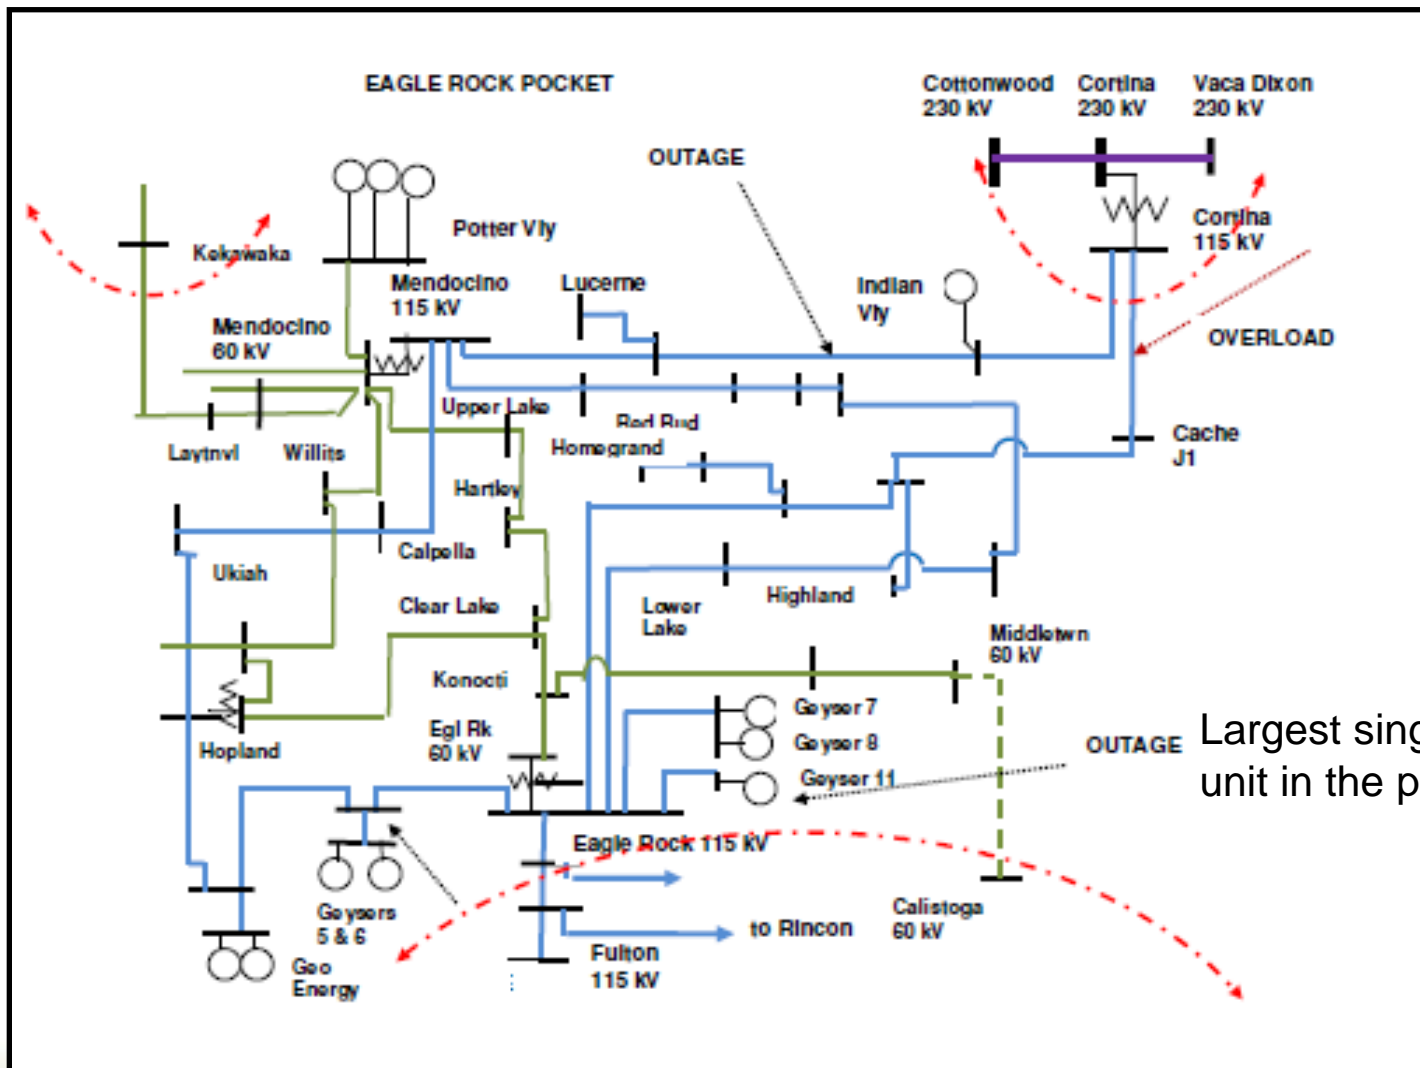 EAGLE ROCK POCKET
Cottonwood
230 kV
Cortina
230 kV
Vaca Dixon
230 kV
OUTAGE
Potter Vly
Kekawaka
Cortina
115 kV
Mendocino
115 kV
Lucerne
Indian
Vly
Mendocino
60 kV
OVERLOAD
Upper Lake
Red Bud
Homegrand
Cache
J1
Laytnvl
Willits
Hartley
Calpella
Ukiah
Clear Lake
Lower
Lake
Highland
Middletwn
60 kV
Konocti
Egl Rk
60 kV
Hopland
Geyser 7
Geyser 8
Geyser 11
OUTAGE
Largest sing
unit in the p
Eagle Rock 115 kV
Geysers
5 & 6
Geo
Energy
Fulton
115 kV
to Rincon
Calistoga
60 kV